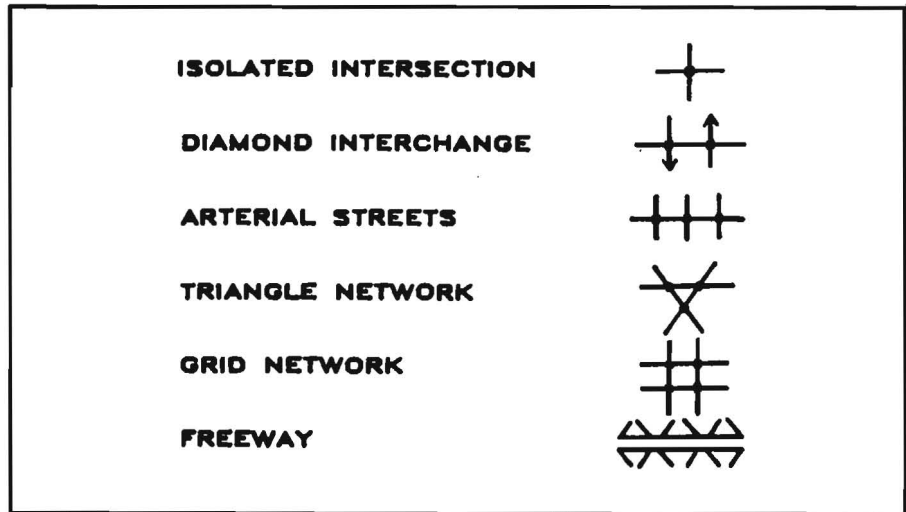 ISOLATED INTERSECTION
DIAMOND INTERCHANGE
ARTERIAL STREETS
TRIANGLE NETWORK
GRID NETWORK
FREEWAY